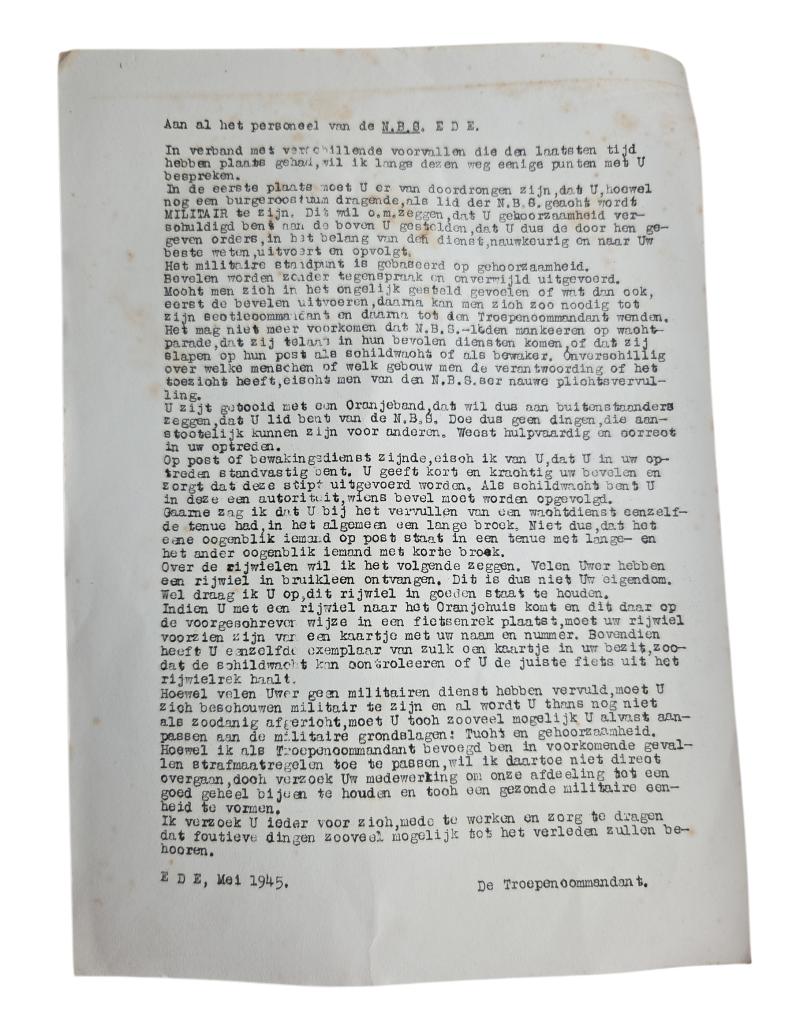 Aan al het personeel van de N.B.S. E D E.
In verband met verschillende voorvallen die den laatsten tijd
hebben plaats gehad,wil ik langs dezen weg eenige punten met U
bespreken.
In de eerste plaats moet U er van doordrongen zijn,dat U,hoewel
nog een burgercostuum dragende,als lid der N.B.S. geacht wordt
MILITAIR te zijn. Dit wil o.m.zeggen,dat U gehoorzaamheid ver-
schuldigd bent aan de boven U gestelden,dat U dus de door hen ge-
geven orders,in het belang van den dienst,nauwkeurig en naar Uw
beste weten,uitvoert en opvolgt.
Het militaire standpunt is gebaseerd op gehoorzaamheid.
Bevelen worden zonder tegenspraak en onverwijld uitgevoerd.
Mocht men zich in het ongelijk gesteld gevoelen of wat dan ook,
eerst de bevelen uitvoeren,daarna kan men zich zoo noodig tot
zijn sectiecommandant en daarna tot den Troepencommandant wenden.
Het mag niet meer voorkomen dat N.B.S.-leden mankeeren op wacht-
parade,dat zij telaat in hun bevolen diensten komen,of dat zij
slapen op hun post als schildwacht of als bewaker. Onverschillig
over welke menschen of welk gebouw men de verantwoording of het
toezicht heeft,eischt men van den N.B.S.er nauwe plichtsvervul-
ling.
U zijt getooid met een Oranjeband,dat wil dus aan buitenstaanders
zeggen,dat U lid bent van de N.B.S. Doe dus geen dingen,die aan-
stootelijk kunnen zijn voor anderen. Weest hulpvaardig en correct
in uw optreden.
Op post of bewakingsdienst zijnde,eisch ik van U,dat U in uw op-
treden standvastig bent. U geeft kort en krachtig uw bevelen en
zorgt dat deze stipt uitgevoerd worden. Als schildwacht bent U
in deze een autoriteit,wiens bevel moet worden opgevolgd.
Gaarne zag ik dat U bij het vervullen van een wachtdienst eenzelf-
de tenue had,in het algemeen een lange broek. Niet dus,dat het
eene oogenblik iemand op post staat in een tenue met lange- en
het ander oogenblik iemand met korte broek.
Over de rijwielen wil ik het volgende zeggen. Velen Uwer hebben
een rijwiel in bruikleen ontvangen. Dit is dus niet Uw eigendom.
Wel draag ik U op,dit rijwiel in goeden staat te houden.
Indien U met een rijwiel naar het Oranjehuis komt en dit daar op
de voorgeschreven wijze in een fietsenrek plaatst,moet uw rijwiel
voorzien zijn van een kaartje met uw naam en nummer. Bovendien
heeft U eenzelfde exemplaar van zulk een kaartje in uw bezit,zoo-
dat de schildwacht kan controleeren of U de juiste fiets uit het
rijwielrek haalt.
Hoewel velen Uwer geen militairen dienst hebben vervuld,moet U
zich beschouwen militair te zijn en al wordt U thans nog niet
als zoodanig afgericht,moet U toch zooveel mogelijk U alvast aan-
passen aan de militaire grondslagen: Tucht en gehoorzaamheid.
Hoewel ik als Troepencommandant bevoegd ben in voorkomende geval-
len strafmaatregelen toe te passen,wil ik daartoe niet direct
overgaan,doch verzoek Uw medewerking om onze afdeeling tot een
goed geheel bijeen te houden en toch een gezonde militaire een-
heid te vormen.
Ik verzoek U ieder voor zich,mede te werken en zorg te dragen
dat foutieve dingen zooveel mogelijk tot het verleden zullen be-
hooren.
E D E, Mei 1945.
De Troepencommandant.